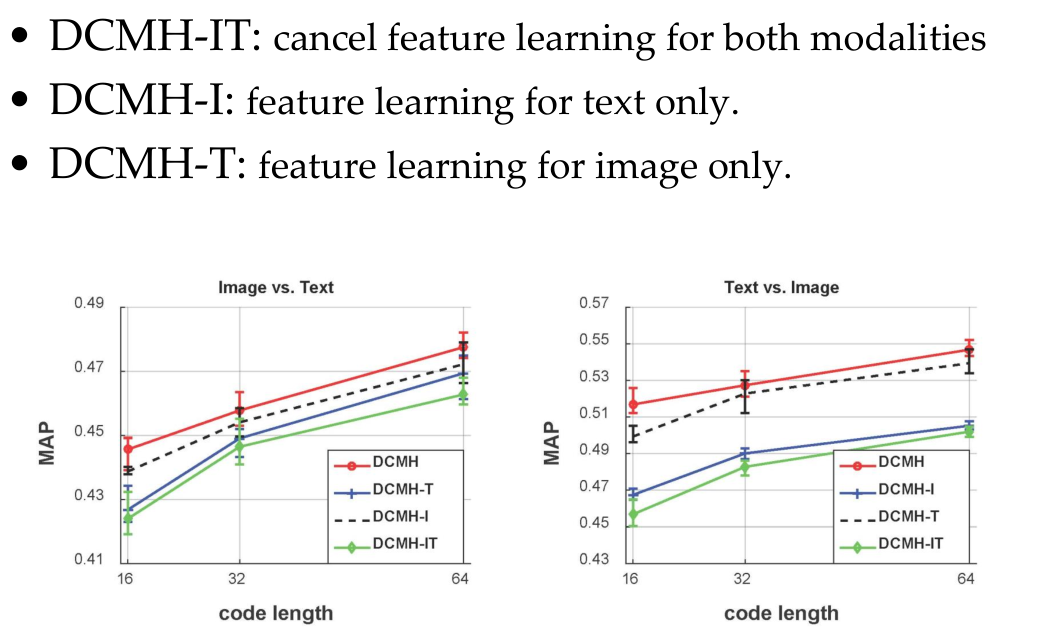 • DCMH-IT: cancel feature learning for both modalities
• DCMH-I: feature learning for text only.
• DCMH-T: feature learning for image only.
Image vs. Text
0.49
0.47
0.45
0.43
0.41
MAP
16 32 64
code length
DCMH
DCMH-T
DCMH-I
DCMH-IT
Text vs. Image
0.57
0.55
0.53
0.51
0.49
0.47
0.45
0.43
MAP
16 32 64
code length
DCMH
DCMH-I
DCMH-T
DCMH-IT